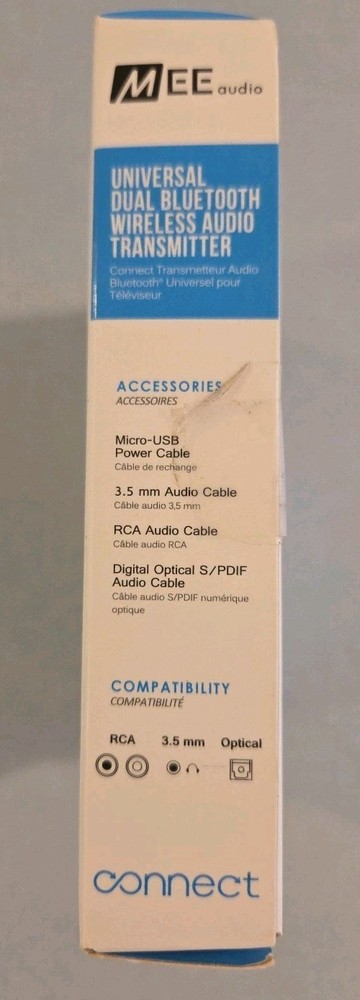 MEE audio
UNIVERSAL
DUAL BLUETOOTH
WIRELESS AUDIO
TRANSMITTER
Connect Transmetteur Audio
Bluetooth® Universel pour
Téléviseur
ACCESSORIES
ACCESSOIRES
Micro-USB
Power Cable
Câble de rechange
3.5 mm Audio Cable
Câble audio 3,5 mm
RCA Audio Cable
Câble audio RCA
Digital Optical S/PDIF
Audio Cable
Câble audio S/PDIF numérique
optique
COMPATIBILITY
COMPATIBILITÉ
RCA 3.5 mm Optical
connect